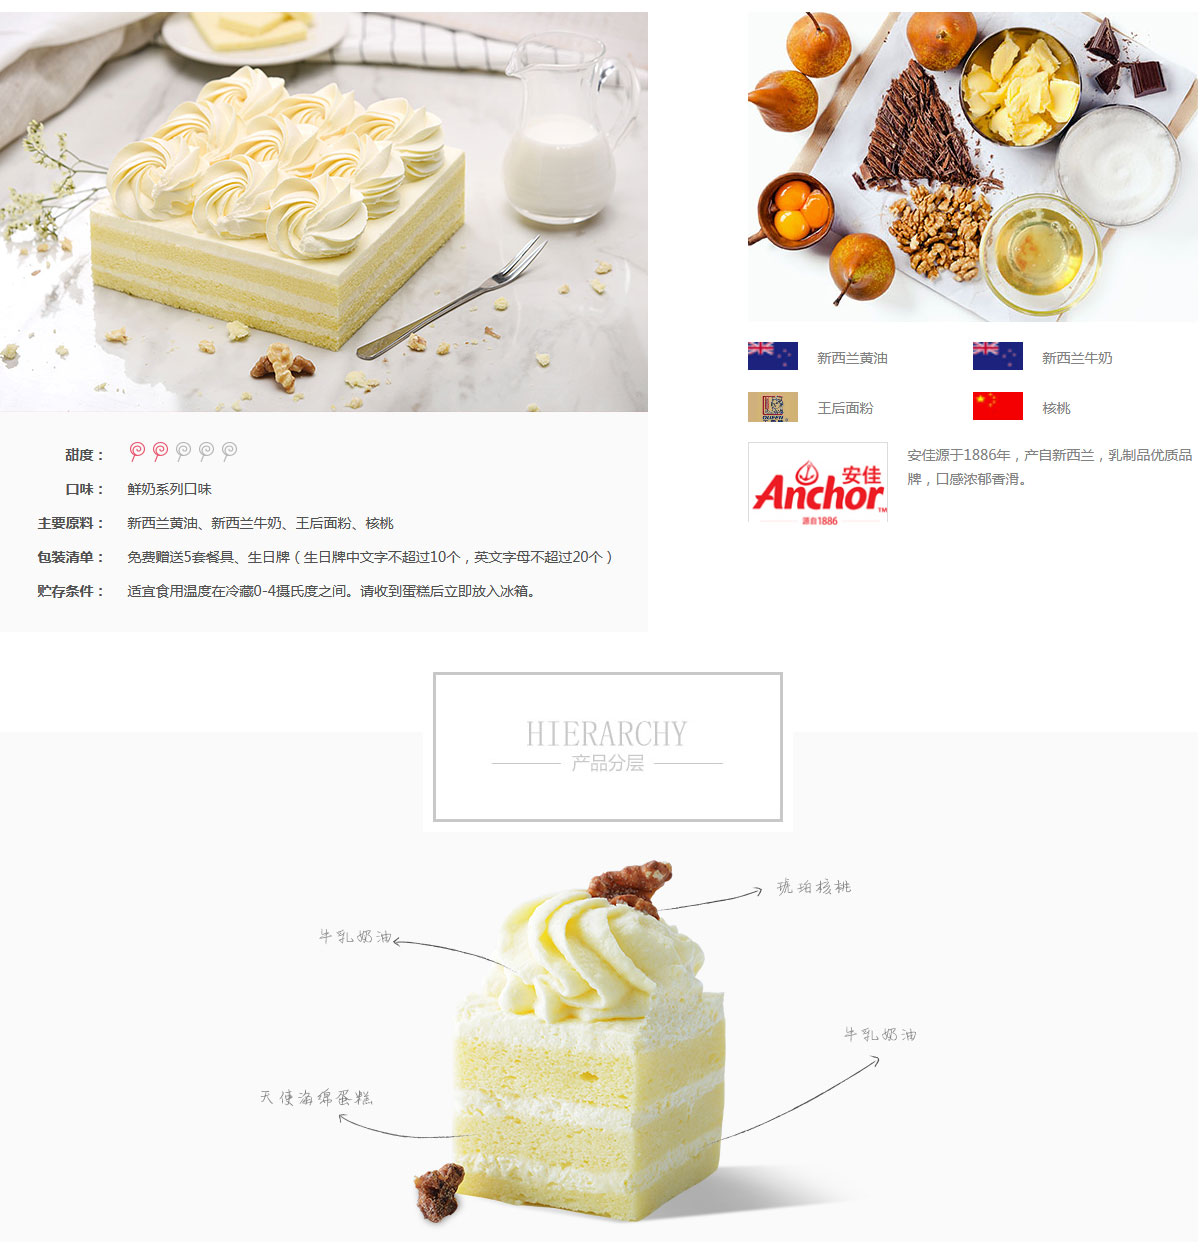 新西兰黄油
新西兰牛奶
QUEEN
王后面粉
核桃
安佳
Anchor™
源自1886
安佳源于1886年，产自新西兰，乳制品优质品
牌，口感浓郁香滑。
甜度：
口味： 鲜奶系列口味
主要原料： 新西兰黄油、新西兰牛奶、王后面粉、核桃
包装清单： 免费赠送5套餐具、生日牌（生日牌中文字不超过10个，英文字母不超过20个）
贮存条件： 适宜食用温度在冷藏0-4摄氏度之间。请收到蛋糕后立即放入冰箱。
HIERARCHY
产品分层
琥珀核桃
牛乳奶油
牛乳奶油
天使海绵蛋糕